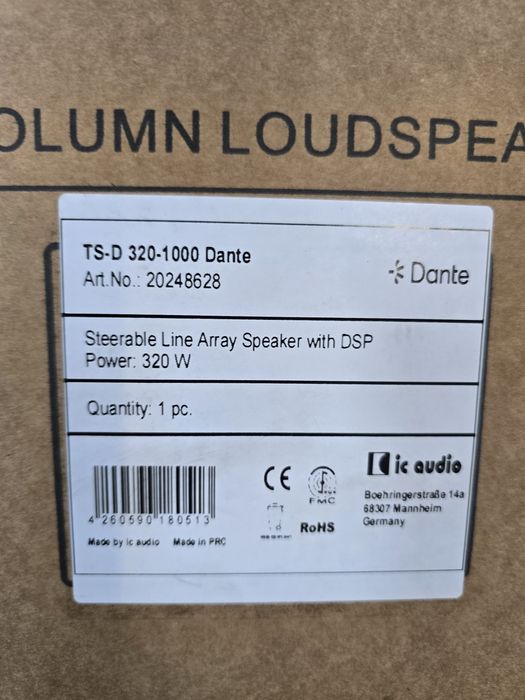 OLUMN LOUDSPEA
TS-D 320-1000 Dante
Art.No.: 20248628
Dante
Steerable Line Array Speaker with DSP
Power: 320 W
Quantity: 1 pc.
ic audio
CE
FMC
Boehringerstraße 14a
68307 Mannheim
Germany
RoHS
4 260590 180513
Made by ic audio Made in PRC